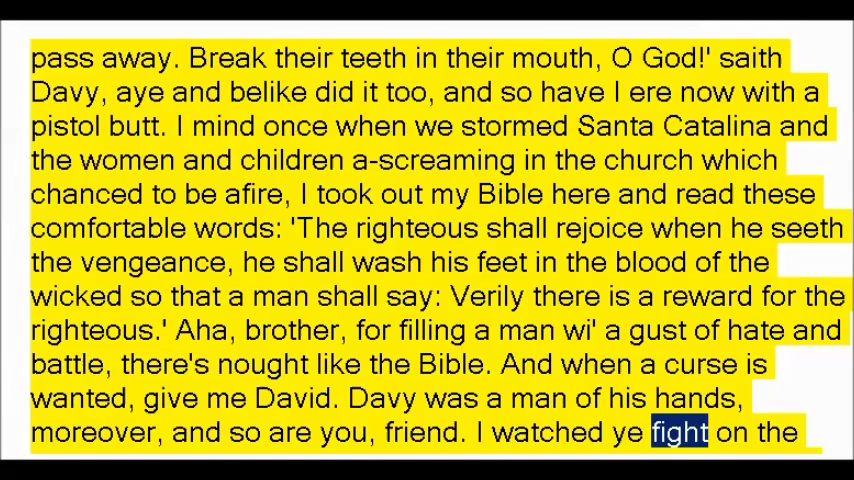 pass away. Break their teeth in their mouth, O God!' saith
Davy, aye and belike did it too, and so have I ere now with a
pistol butt. I mind once when we stormed Santa Catalina and
the women and children a-screaming in the church which
chanced to be afire, I took out my Bible here and read these
comfortable words: 'The righteous shall rejoice when he seeth
the vengeance, he shall wash his feet in the blood of the
wicked so that a man shall say: Verily there is a reward for the
righteous.' Aha, brother, for filling a man wi' a gust of hate and
battle, there's nought like the Bible. And when a curse is
wanted, give me David. Davy was a man of his hands,
moreover, and so are you, friend. I watched ye fight on the